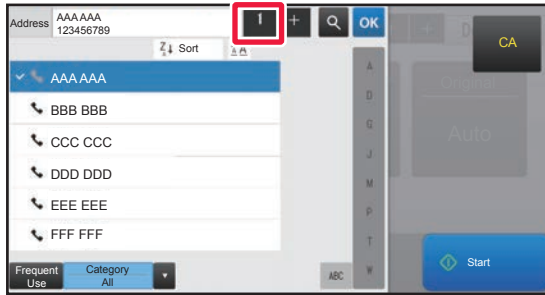 Address
AAA AAA
123456789
1
+
OK
+
D
CA
Z↓ Sort
AAA AAA
BBB BBB
CCC CCC
DDD DDD
EEE EEE
FFF FFF
A
D
G
J
M
P
T
W
Original
Auto
Frequent
Use
Category
All
▼
ABC
Start